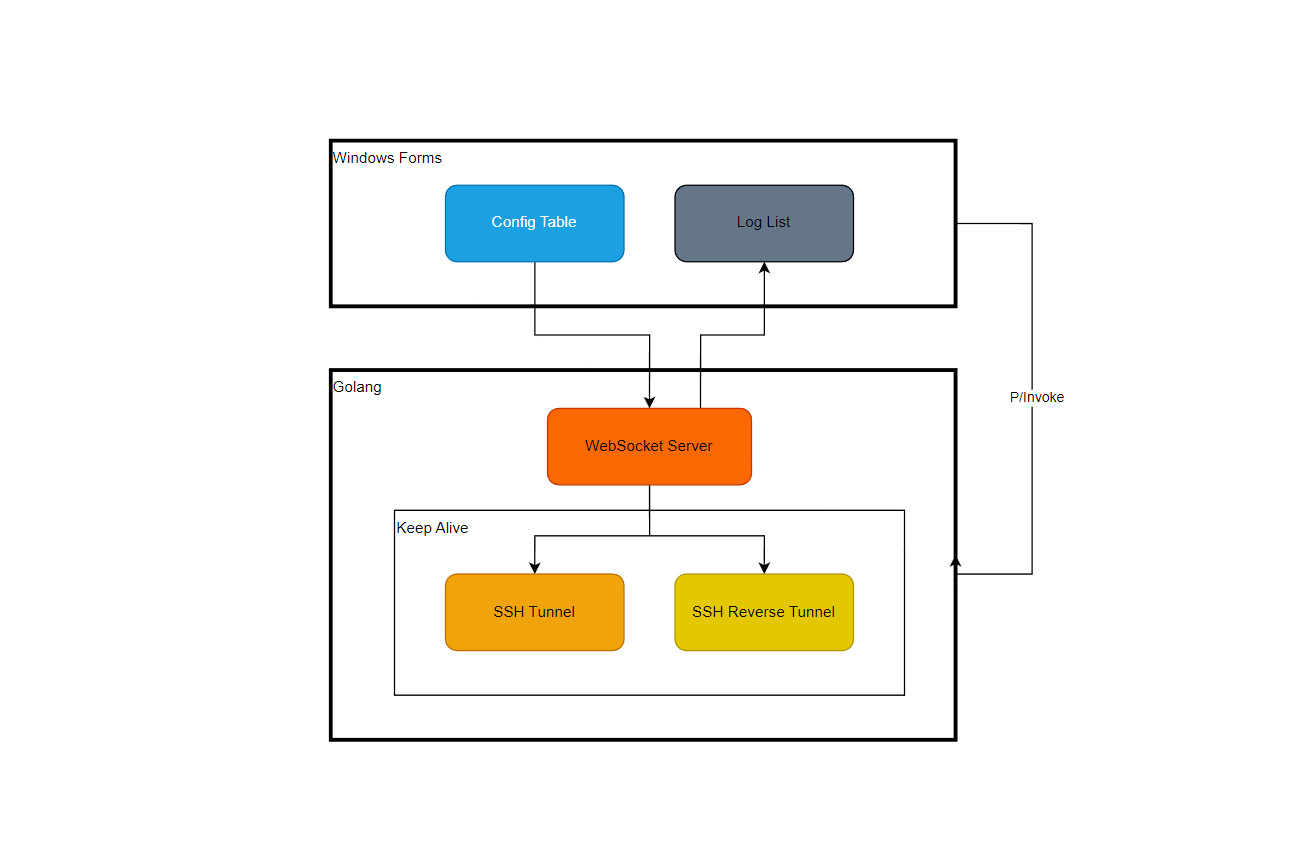 Windows Forms
Config Table
Log List
Golang
P/Invoke
WebSocket Server
Keep Alive
SSH Tunnel
SSH Reverse Tunnel